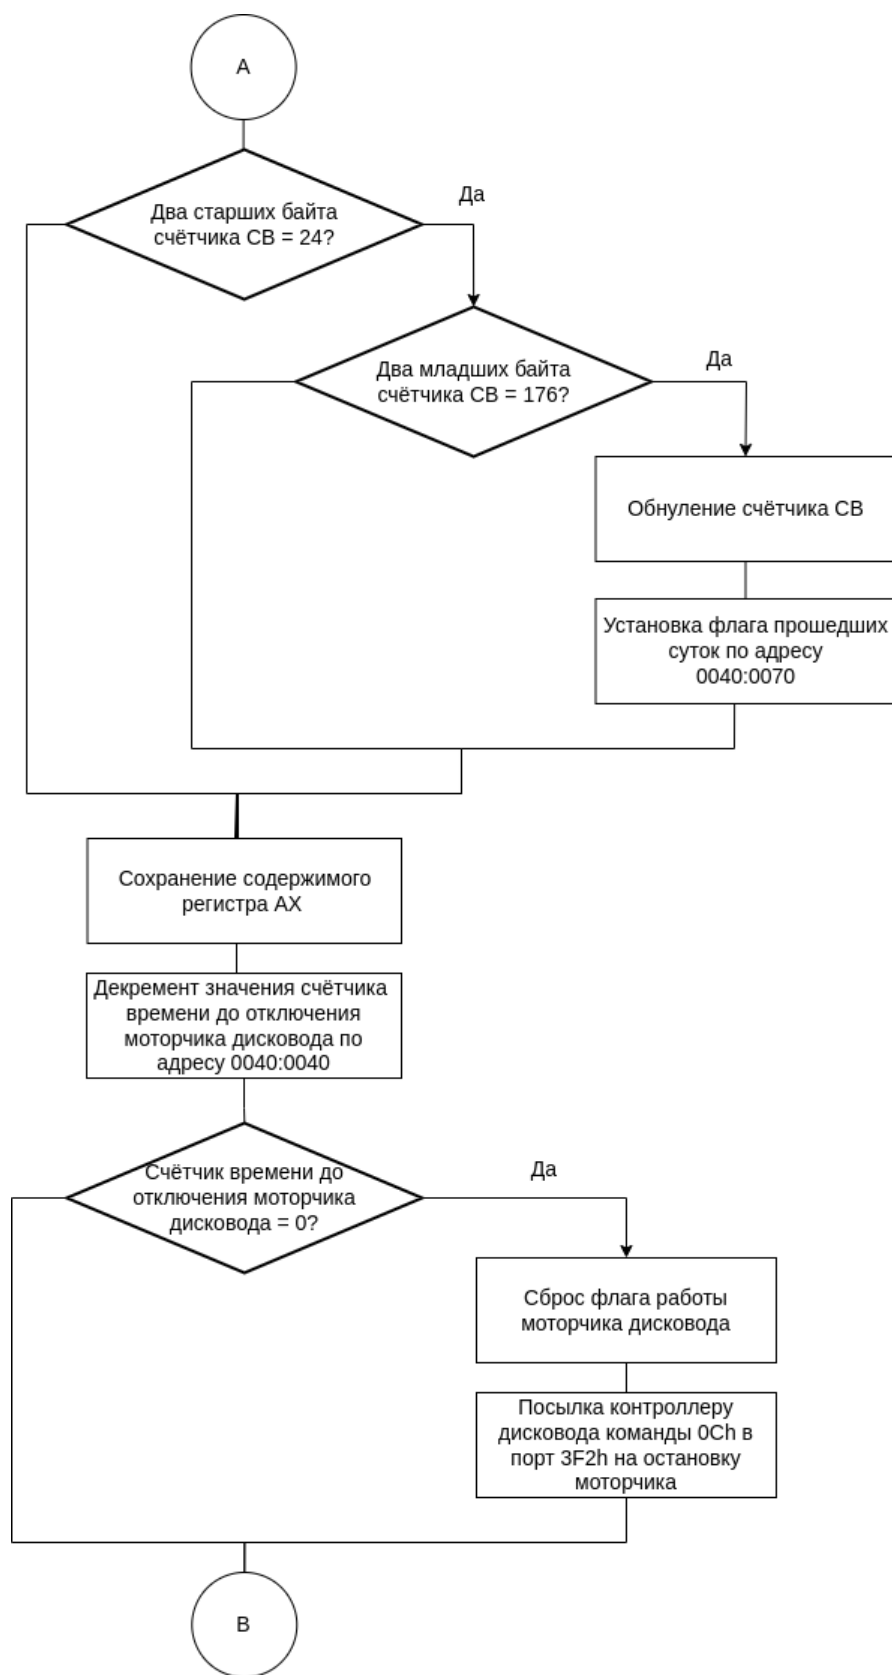 А
Два старших байта
счётчика СВ = 24?
Да
Два младших байта
счётчика СВ = 176?
Да
Обнуление счётчика СВ
Установка флага прошедших
суток по адресу
0040:0070
Сохранение содержимого
регистра АХ
Декремент значения счётчика
времени до отключения
моторчика дисковода по
адресу 0040:0040
Счётчик времени до
отключения моторчика
дисковода = 0?
Да
Сброс флага работы
моторчика дисковода
Посылка контроллеру
дисковода команды 0Ch в
порт 3F2h на остановку
моторчика
В